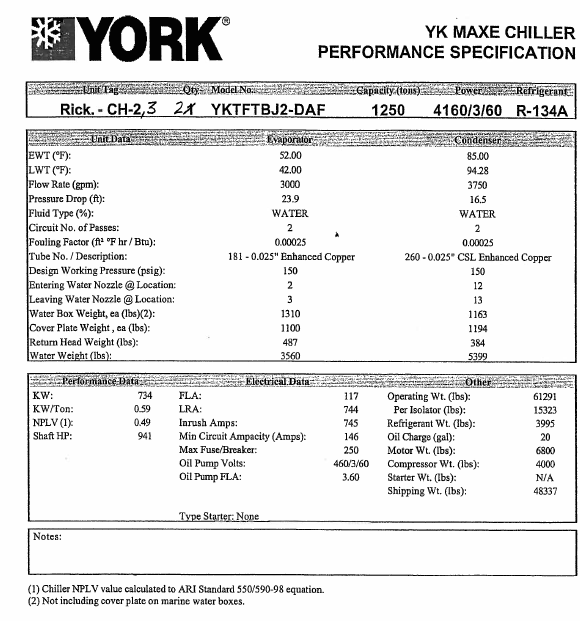 YORK®
YK MAXE CHILLER
PERFORMANCE SPECIFICATION
Unit Tag Qty Model No. Capacity (tons) Power Refrigerant
Rick. - CH-2,3 2 YKTFTBJ2-DAF 1250 4160/3/60 R-134A
Unit Data Evaporator Condenser
EWT (°F): 52.00 85.00
LWT (°F): 42.00 94.28
Flow Rate (gpm): 3000 3750
Pressure Drop (ft): 23.9 16.5
Fluid Type (%): WATER WATER
Circuit No. of Passes: 2 2
Fouling Factor (ft² °F hr / Btu): 0.00025 0.00025
Tube No. / Description: 181 - 0.025" Enhanced Copper 260 - 0.025" CSL Enhanced Copper
Design Working Pressure (psig): 150 150
Entering Water Nozzle @ Location: 2 12
Leaving Water Nozzle @ Location: 3 13
Water Box Weight, ea (lbs)(2): 1310 1163
Cover Plate Weight , ea (lbs): 1100 1194
Return Head Weight (lbs): 487 384
Water Weight (lbs): 3560 5399
Performance Data Electrical Data Other
KW: 734 FLA: 117 Operating Wt. (lbs): 61291
KW/Ton: 0.59 LRA: 744 Per Isolator (lbs): 15323
NPLV (1): 0.49 Inrush Amps: 745 Refrigerant Wt. (lbs): 3995
Shaft HP: 941 Min Circuit Ampacity (Amps): 146 Oil Charge (gal): 20
Max Fuse/Breaker: 250 Motor Wt. (lbs): 6800
Oil Pump Volts: 460/3/60 Compressor Wt. (lbs): 4000
Oil Pump FLA: 3.60 Starter Wt. (lbs): N/A
Shipping Wt. (lbs): 48337
Type Starter: None
Notes:
(1) Chiller NPLV value calculated to ARI Standard 550/590-98 equation.
(2) Not including cover plate on marine water boxes.